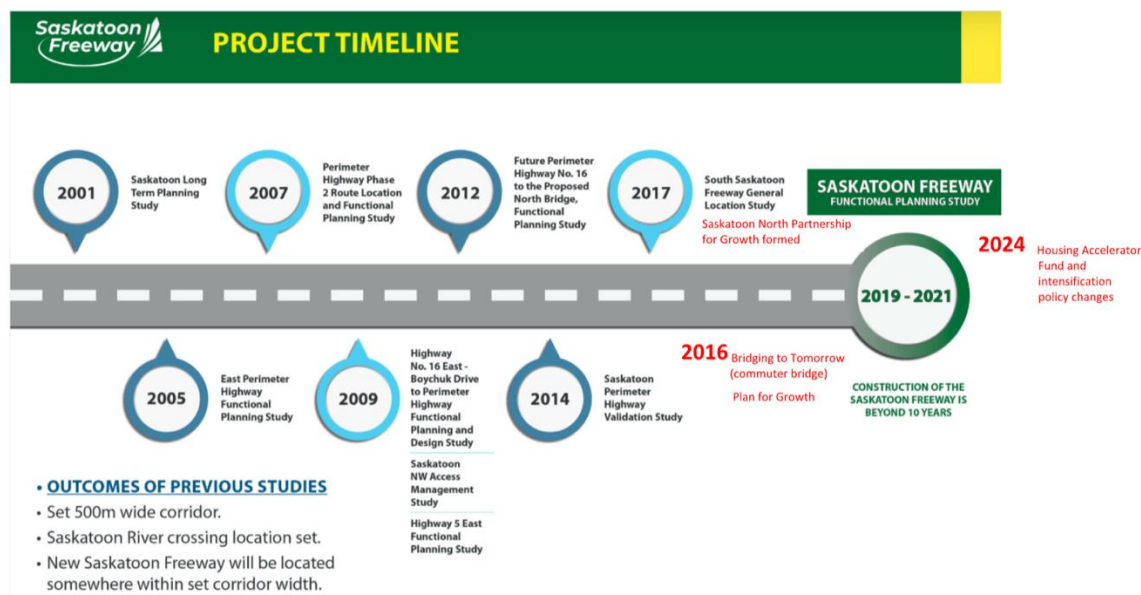 Saskatoon
Freeway
PROJECT TIMELINE
2001
Saskatoon Long
Term Planning
Study
2007
Perimeter
Highway Phase
2 Route Location
and Functional
Planning Study
2012
Future Perimeter
Highway No. 16
to the Proposed
North Bridge,
Functional
Planning Study
2017
South Saskatoon
Freeway General
Location Study
Saskatoon North Partnership
for Growth formed
SASKATOON FREEWAY
FUNCTIONAL PLANNING STUDY
2019 - 2021
2024
Housing Accelerator
Fund and
intensification
policy changes
2005
East Perimeter
Highway
Functional
Planning Study
2009
Highway
No. 16 East -
Boychuk Drive
to Perimeter
Highway
Functional
Planning and
Design Study
Saskatoon
NW Access
Management
Study
Highway 5 East
Functional
Planning Study
2014
Saskatoon
Perimeter
Highway
Validation Study
2016
Bridging to Tomorrow
(commuter bridge)
Plan for Growth
CONSTRUCTION OF THE
SASKATOON FREEWAY IS
BEYOND 10 YEARS
• OUTCOMES OF PREVIOUS STUDIES
• Set 500m wide corridor.
• Saskatoon River crossing location set.
• New Saskatoon Freeway will be located
somewhere within set corridor width.